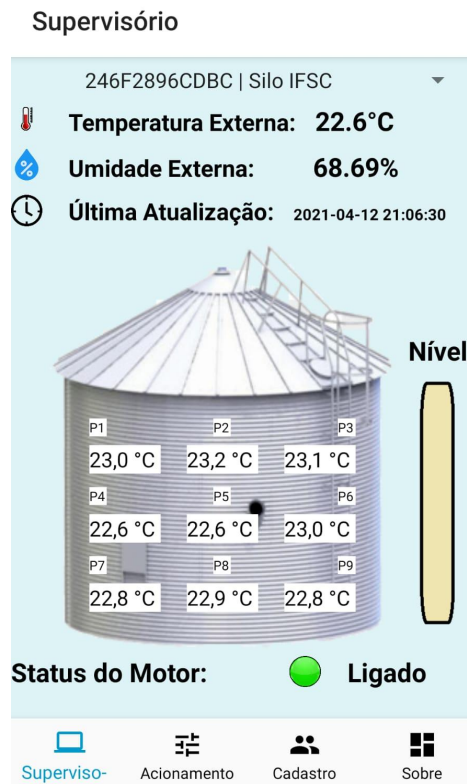 Supervisório
246F2896CDBC | Silo IFSC
Temperatura Externa: 22.6°C
%
Umidade Externa: 68.69%
Última Atualização: 2021-04-12 21:06:30
Nível
P1 P2 P3
23,0 °C 23,2 °C 23,1 °C
P4 P5 P6
22,6 °C 22,6 °C 23,0 °C
P7 P8 P9
22,8 °C 22,9 °C 22,8 °C
Status do Motor: Ligado
Superviso- Acionamento Cadastro Sobre